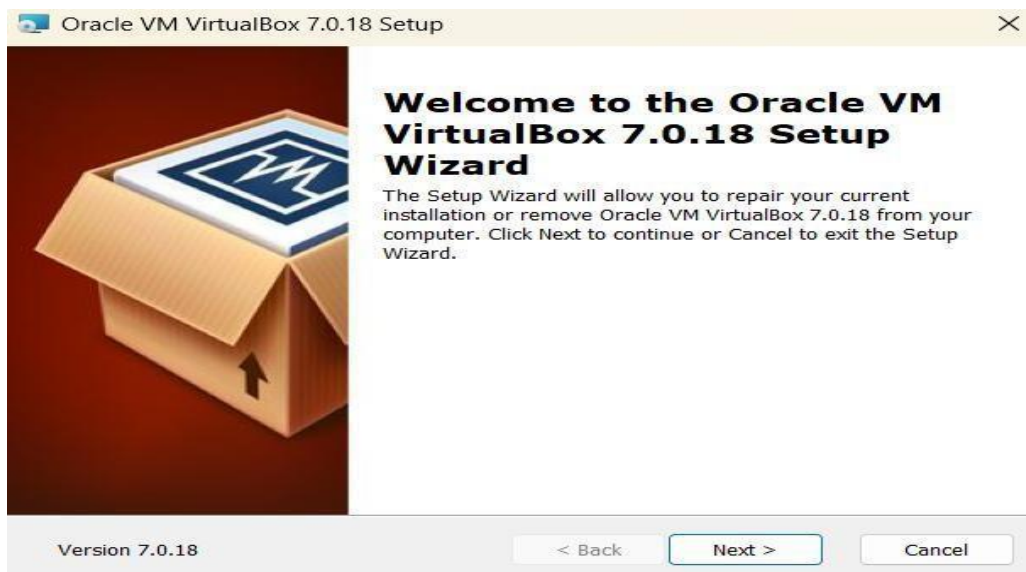 Oracle VM VirtualBox 7.0.18 Setup
Welcome to the Oracle VM
VirtualBox 7.0.18 Setup
Wizard
The Setup Wizard will allow you to repair your current
installation or remove Oracle VM VirtualBox 7.0.18 from your
computer. Click Next to continue or Cancel to exit the Setup
Wizard.
Version 7.0.18
< Back
Next >
Cancel